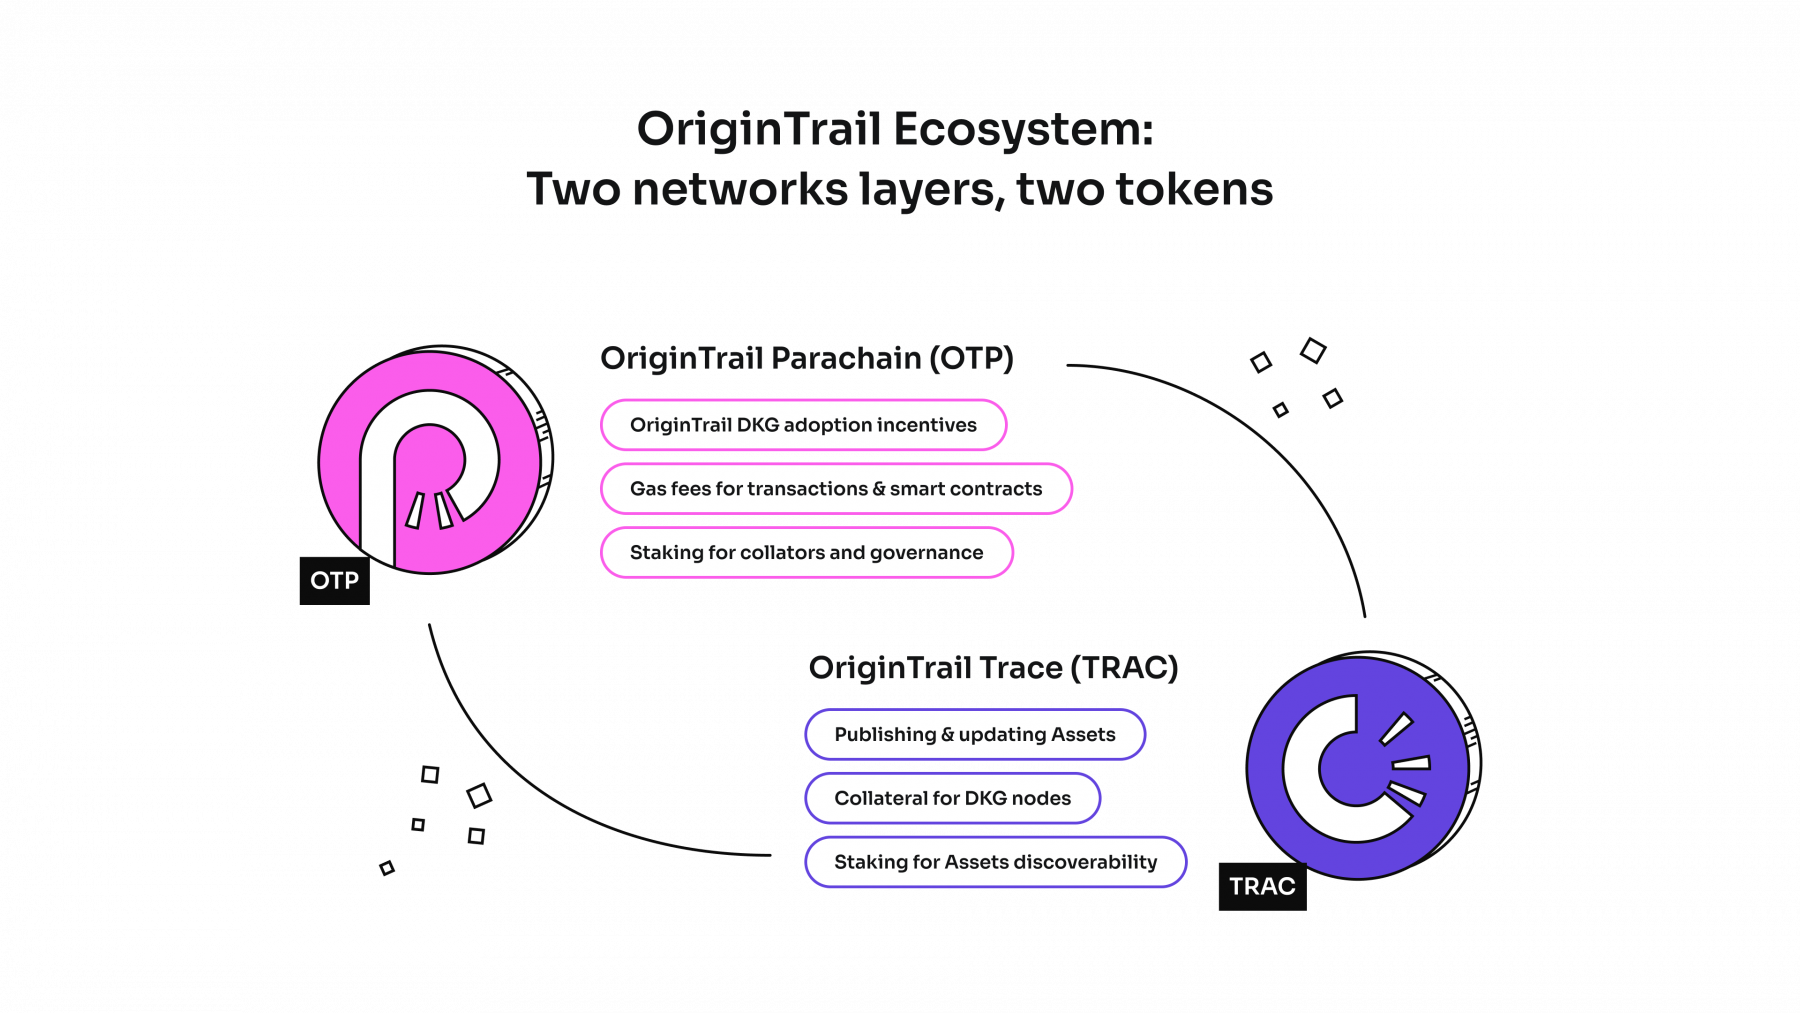 OriginTrail Ecosystem:
Two networks layers, two tokens
OriginTrail Parachain (OTP)
OriginTrail DKG adoption incentives
Gas fees for transactions & smart contracts
Staking for collators and governance
OTP
OriginTrail Trace (TRAC)
Publishing & updating Assets
Collateral for DKG nodes
Staking for Assets discoverability
TRAC